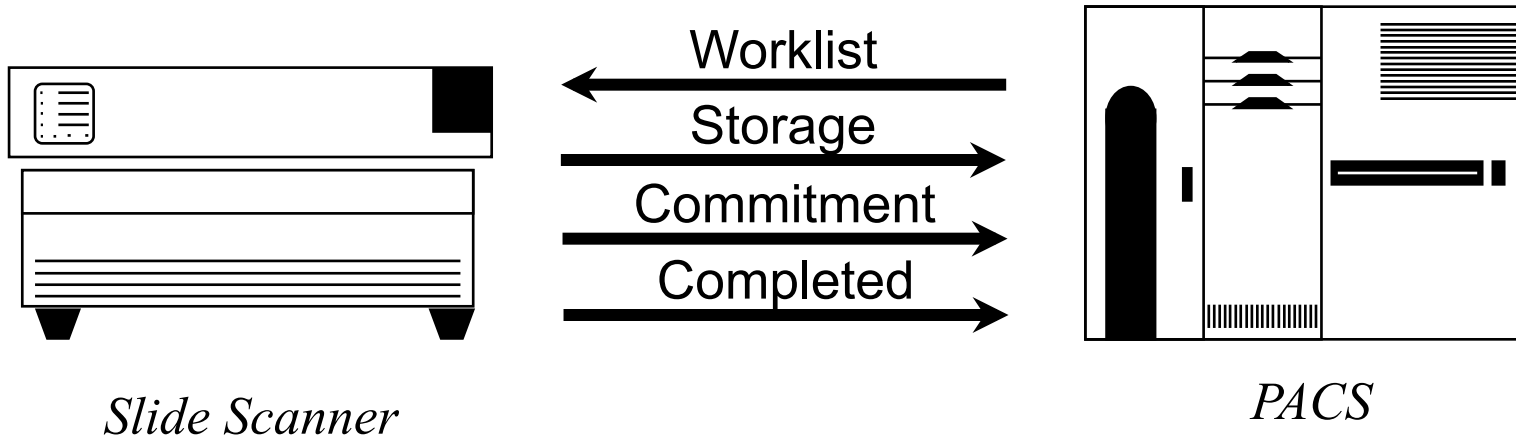 Worklist
Storage
Commitment
Completed
Slide Scanner
PACS